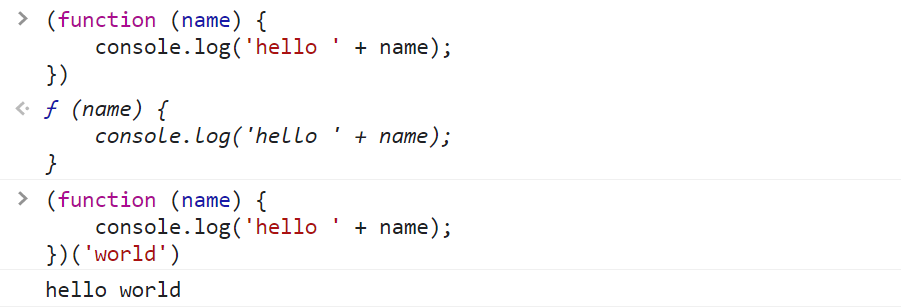 > (function (name) {
    console.log('hello ' + name);
})
<· ƒ (name) {
    console.log('hello ' + name);
}
> (function (name) {
    console.log('hello ' + name);
})('world')
hello world